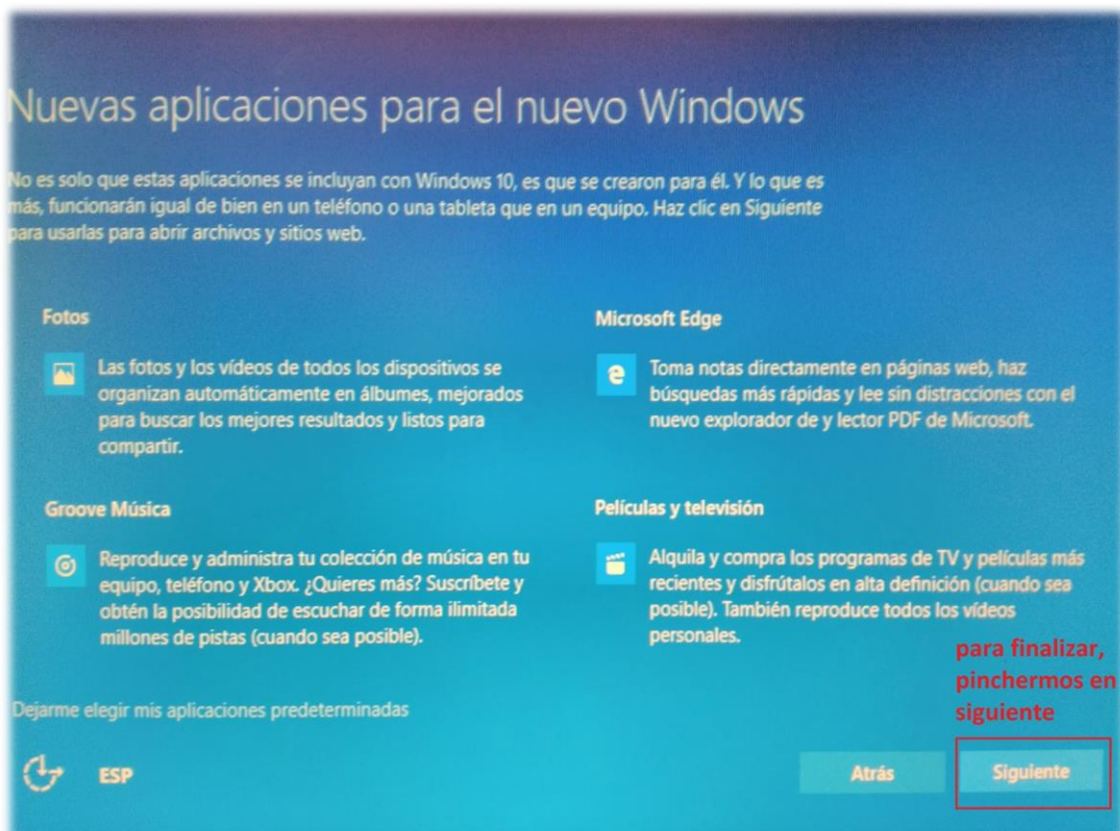 Nuevas aplicaciones para el nuevo Windows
No es solo que estas aplicaciones se incluyan con Windows 10, es que se crearon para él. Y lo que es
más, funcionarán igual de bien en un teléfono o una tableta que en un equipo. Haz clic en Siguiente
para usarlas para abrir archivos y sitios web.
Fotos
Las fotos y los vídeos de todos los dispositivos se
organizan automáticamente en álbumes, mejorados
para buscar los mejores resultados y listos para
compartir.
Microsoft Edge
Toma notas directamente en páginas web, haz
búsquedas más rápidas y lee sin distracciones con el
nuevo explorador de y lector PDF de Microsoft.
Groove Música
Reproduce y administra tu colección de música en tu
equipo, teléfono y Xbox. ¿Quieres más? Suscríbete y
obtén la posibilidad de escuchar de forma ilimitada
millones de pistas (cuando sea posible).
Películas y televisión
Alquila y compra los programas de TV y películas más
recientes y disfrútalos en alta definición (cuando sea
posible). También reproduce todos los vídeos
personales.
para finalizar,
pinchermos en
siguiente
Dejarme elegir mis aplicaciones predeterminadas
ESP
Atrás
Siguiente